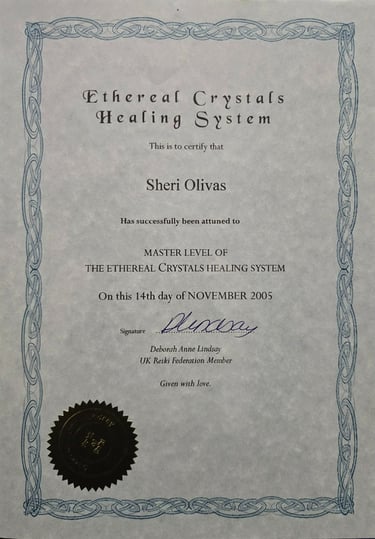 Ethereal Crystals
Healing System
This is to certify that
Sheri Olivas
Has successfully been attuned to
MASTER LEVEL OF
THE ETHEREAL CRYSTALS HEALING SYSTEM
On this 14th day of NOVEMBER 2005
Signature DLindsay
Deborah Anne Lindsay
UK Reiki Federation Member
Given with love.